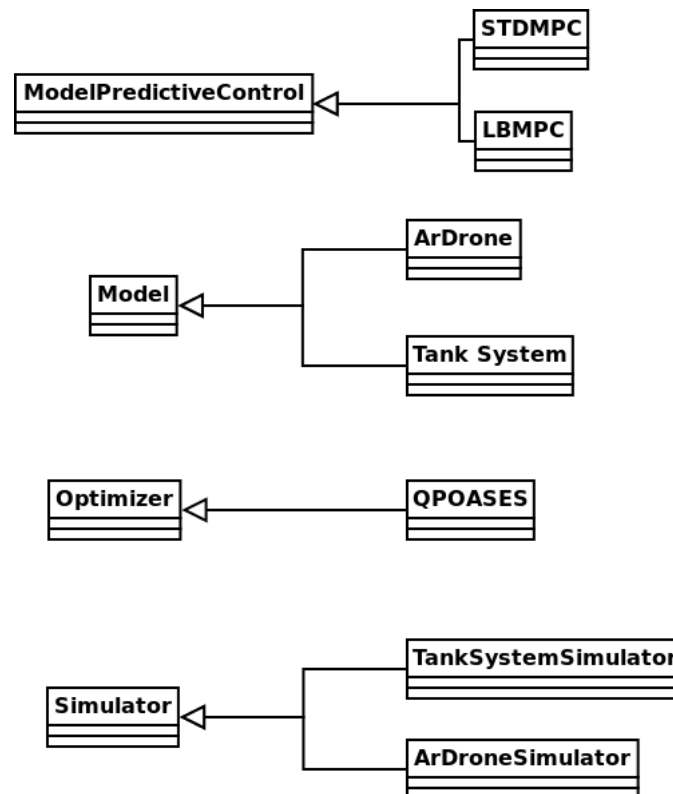 STDMPC
ModelPredictiveControl
LBMPC
ArDrone
Model
Tank System
Optimizer
QPOASES
TankSystemSimulator
Simulator
ArDroneSimulator